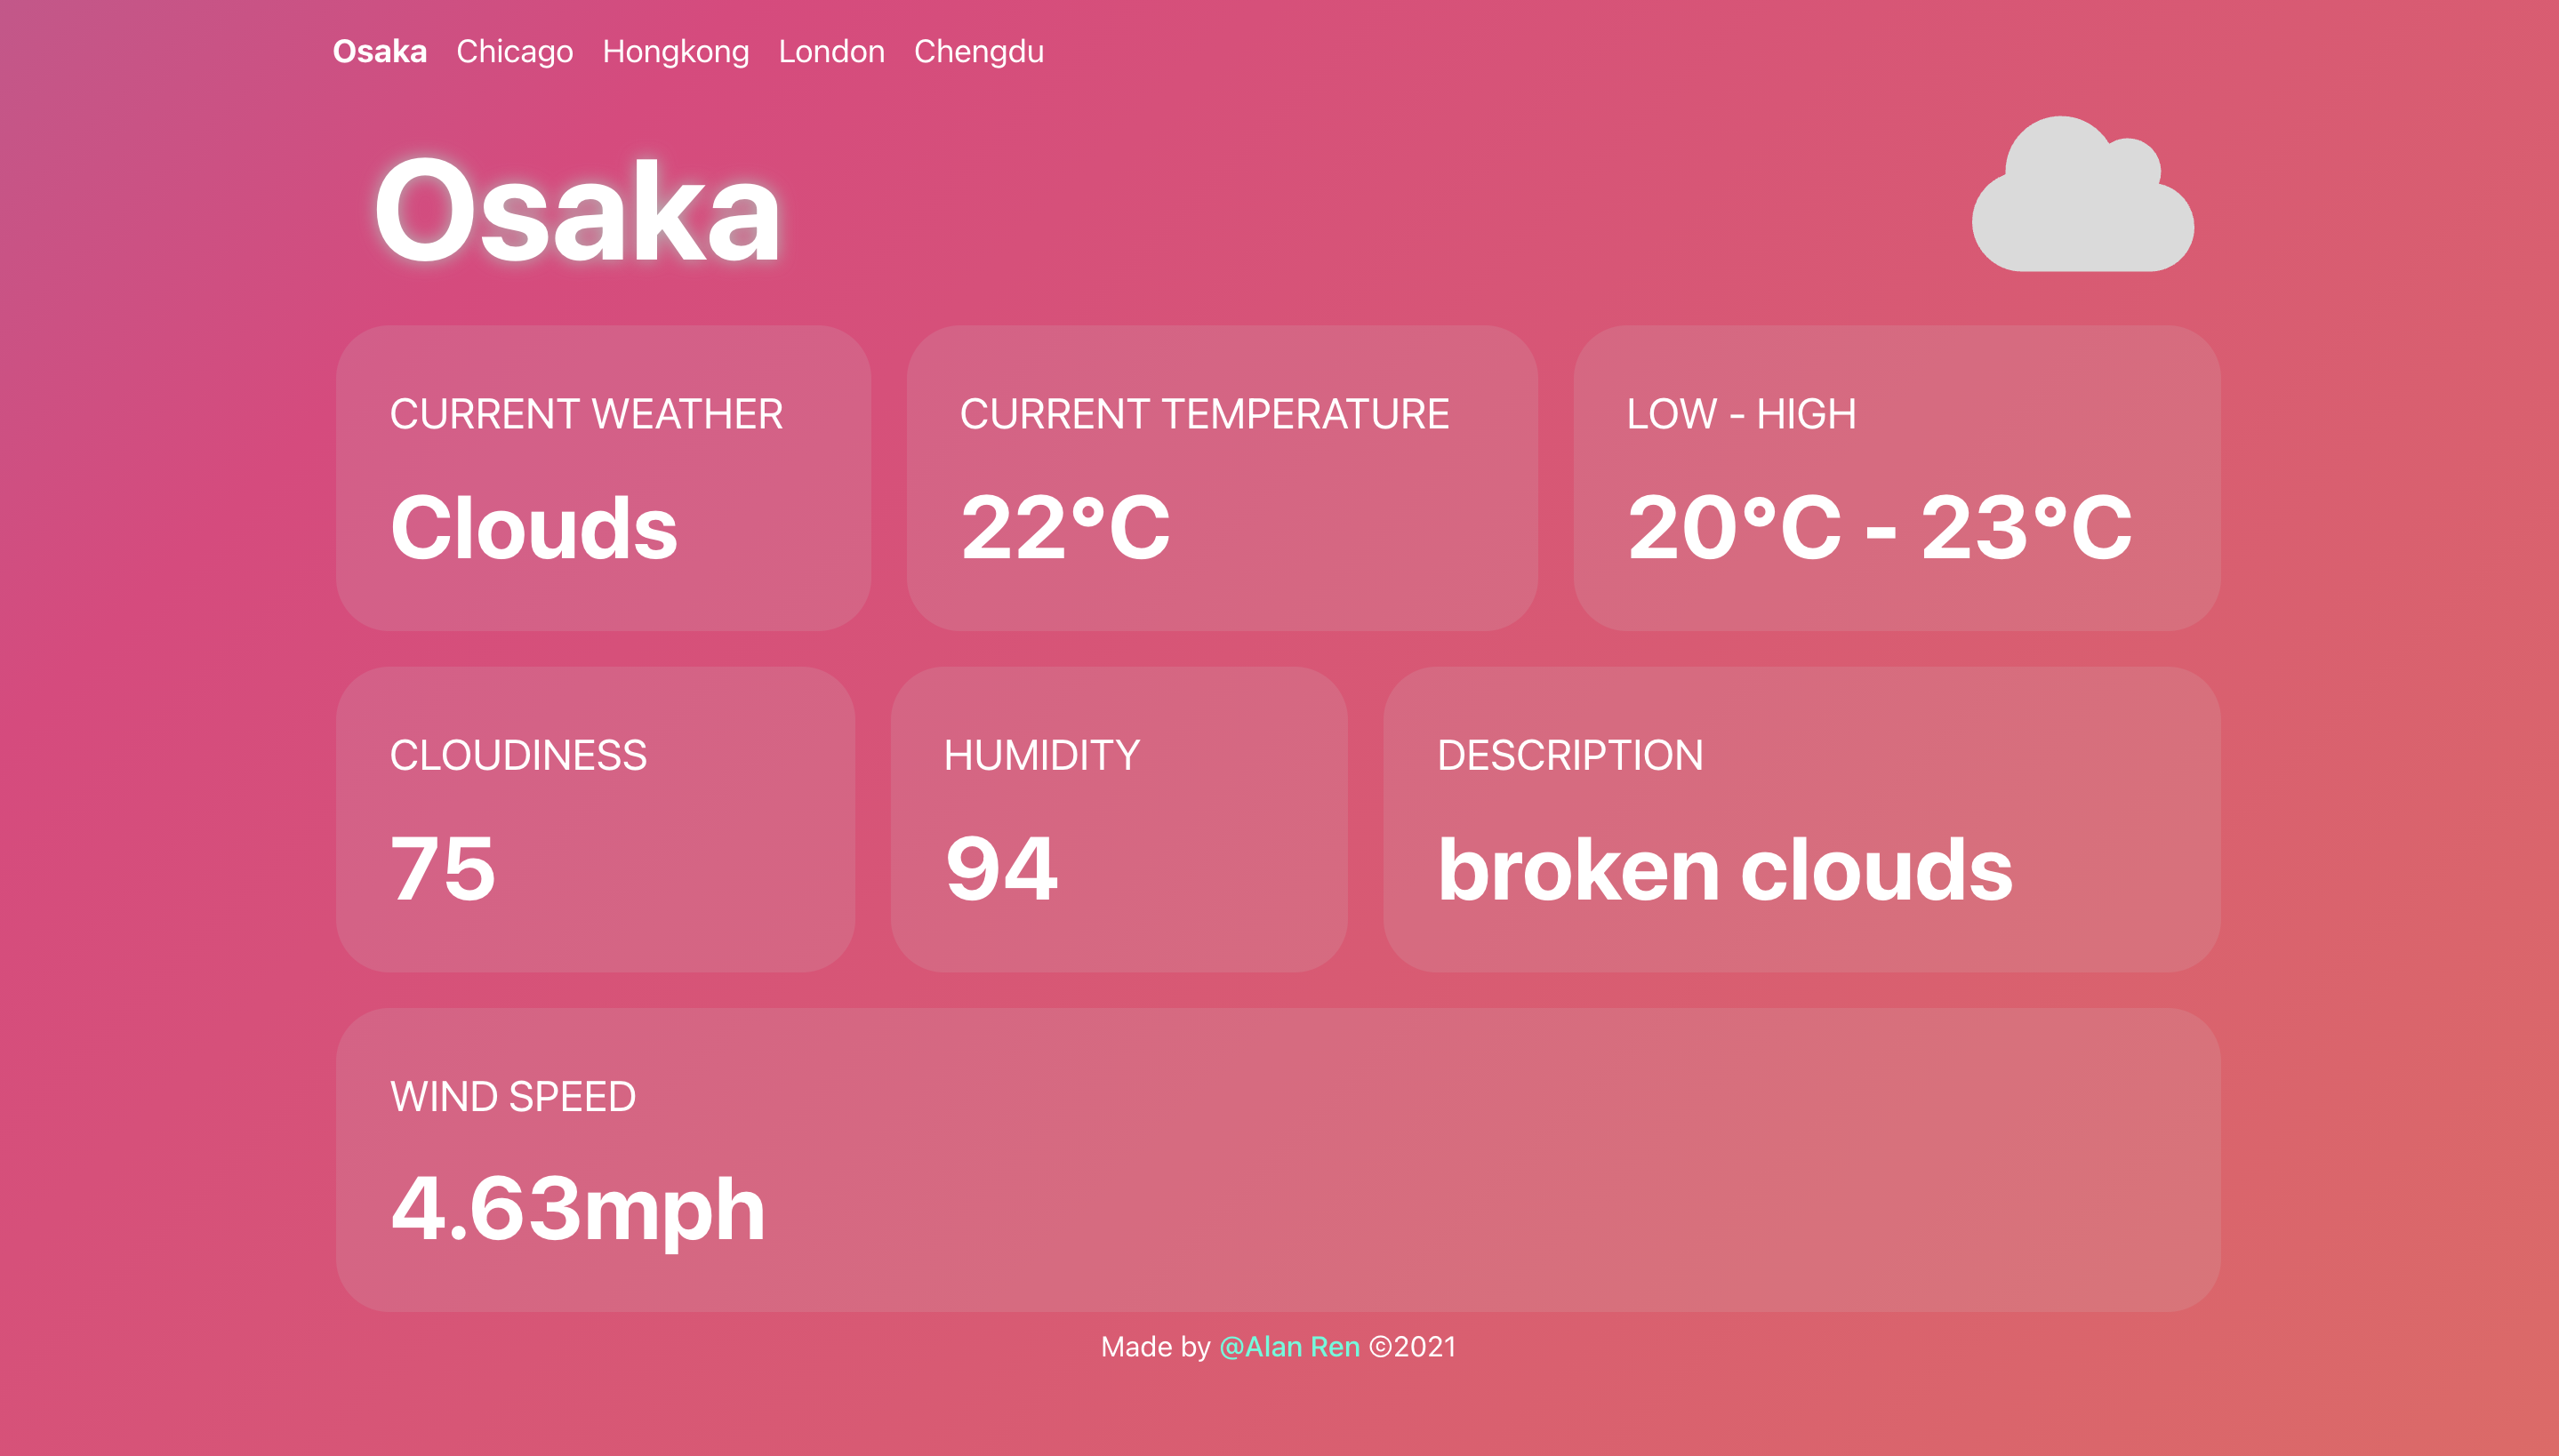 Osaka Chicago Hongkong London Chengdu
Osaka
CURRENT WEATHER
Clouds
CURRENT TEMPERATURE
22°C
LOW - HIGH
20°C - 23°C
CLOUDINESS
75
HUMIDITY
94
DESCRIPTION
broken clouds
WIND SPEED
4.63mph
Made by @Alan Ren ©2021